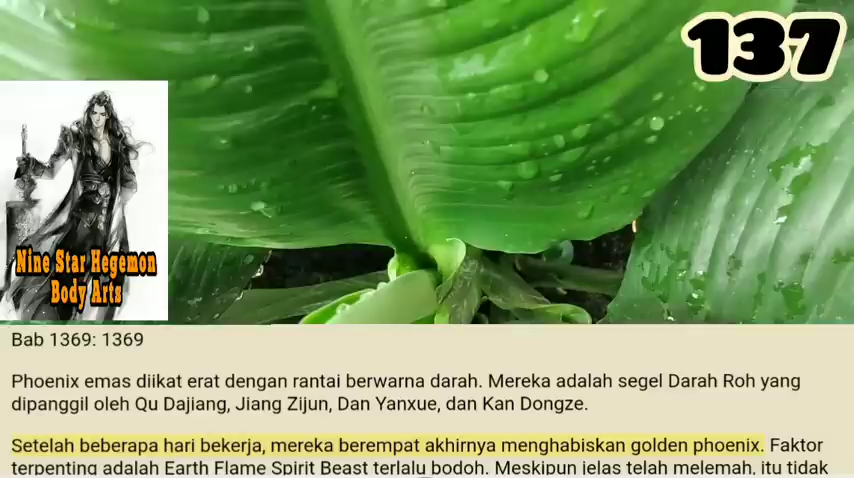 137
Nine Star Hegemon
Body Arts
Bab 1369: 1369
Phoenix emas diikat erat dengan rantai berwarna darah. Mereka adalah segel Darah Roh yang
dipanggil oleh Qu Dajiang, Jiang Zijun, Dan Yanxue, dan Kan Dongze.
Setelah beberapa hari bekerja, mereka berempat akhirnya menghabiskan golden phoenix. Faktor
terpenting adalah Earth Flame Spirit Beast terlalu bodoh. Meskipun jelas telah melemah, itu tidak